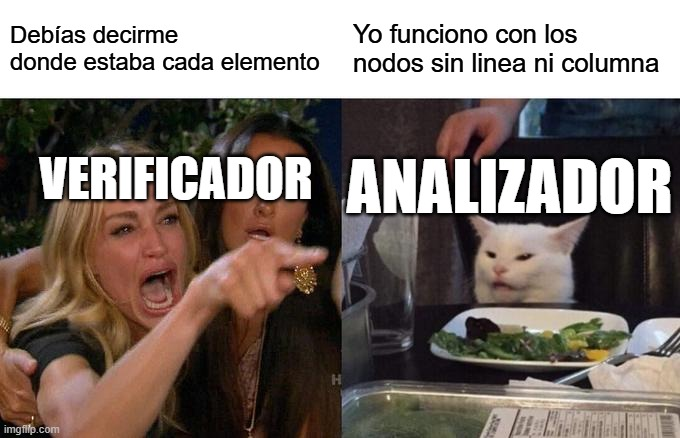 Debías decirme
donde estaba cada elemento
Yo funciono con los
nodos sin linea ni columna
VERIFICADOR
ANALIZADOR
imgflip.com